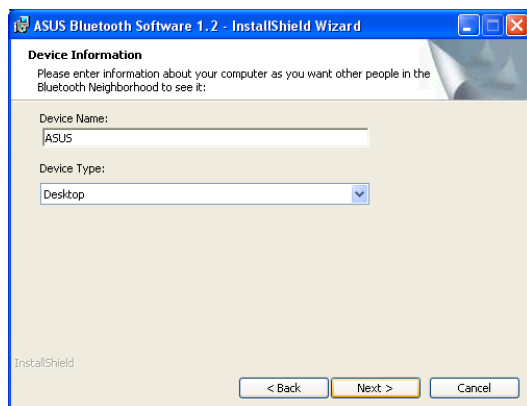 ASUS Bluetooth Software 1.2 - InstallShield Wizard
Device Information
Please enter information about your computer as you want other people in the
Bluetooth Neighborhood to see it:
Device Name:
ASUS
Device Type:
Desktop
InstallShield
< Back Next > Cancel